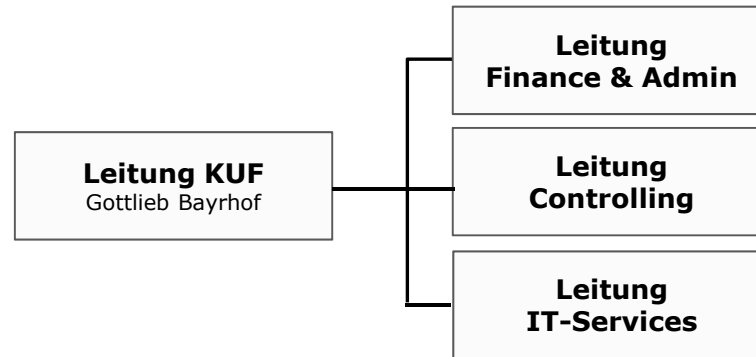 Leitung
Finance & Admin
Leitung KUF
Gottlieb Bayrhof
Leitung
Controlling
Leitung
IT-Services